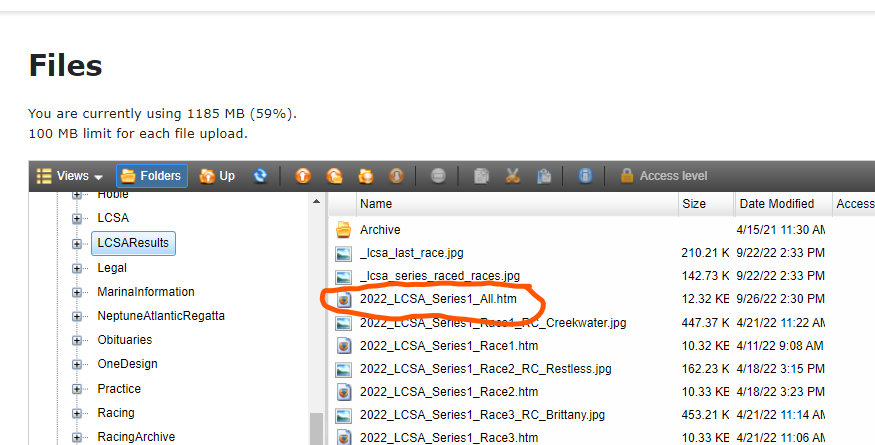 Files
You are currently using 1185 MB (59%).
100 MB limit for each file upload.
Views Folders Up Access level
Hobie
LCSA
LCSAResults
Legal
MarinaInformation
NeptuneAtlanticRegatta
Obituaries
OneDesign
Practice
Racing
RacingArchive
Name Size Date Modified Access
Archive 4/15/21 11:30 AM
_lcsa_last_race.jpg 210.21 K 9/22/22 2:33 PM
_lcsa_series_raced_races.jpg 142.73 K 9/22/22 2:33 PM
2022_LCSA_Series1_All.htm 12.32 KB 9/26/22 2:30 PM
2022_LCSA_Series1_Race1_RC_Creekwater.jpg 447.37 K 4/21/22 11:22 AM
2022_LCSA_Series1_Race1.htm 10.32 KB 4/11/22 9:08 AM
2022_LCSA_Series1_Race2_RC_Restless.jpg 162.23 K 4/18/22 3:15 PM
2022_LCSA_Series1_Race2.htm 10.33 KB 4/18/22 3:23 PM
2022_LCSA_Series1_Race3_RC_Brittany.jpg 453.21 K 4/21/22 11:14 AM
2022_LCSA_Series1_Race3.htm 10.33 KB 4/21/22 11:06 AM